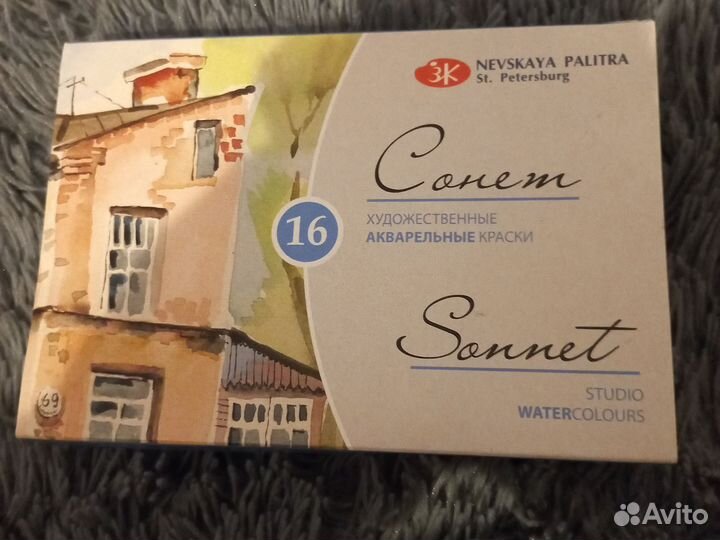 ЗК NEVSKAYA PALITRA
St. Petersburg
Сонет
16
ХУДОЖЕСТВЕННЫЕ
АКВАРЕЛЬНЫЕ КРАСКИ
Sonnet
69
STUDIO
WATERCOLOURS
Avito